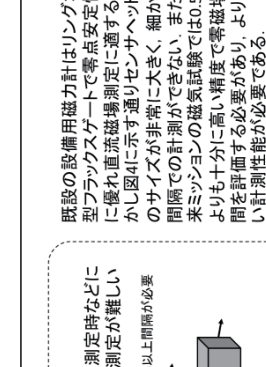 測定時などに
測定が難しい
以上間隔が必要
既設の設備用磁力計はリング
型フラックスゲートで零点安定
に優れ直流磁場測定に適する
かし図4に示す通りセンサヘッ
のサイズが非常に大きく，細か
間隔での計測ができない．また
来ミッションの磁気試験では0.5
よりも十分に高い精度で零磁場
間を評価する必要があり，より
い計測性能が必要である．